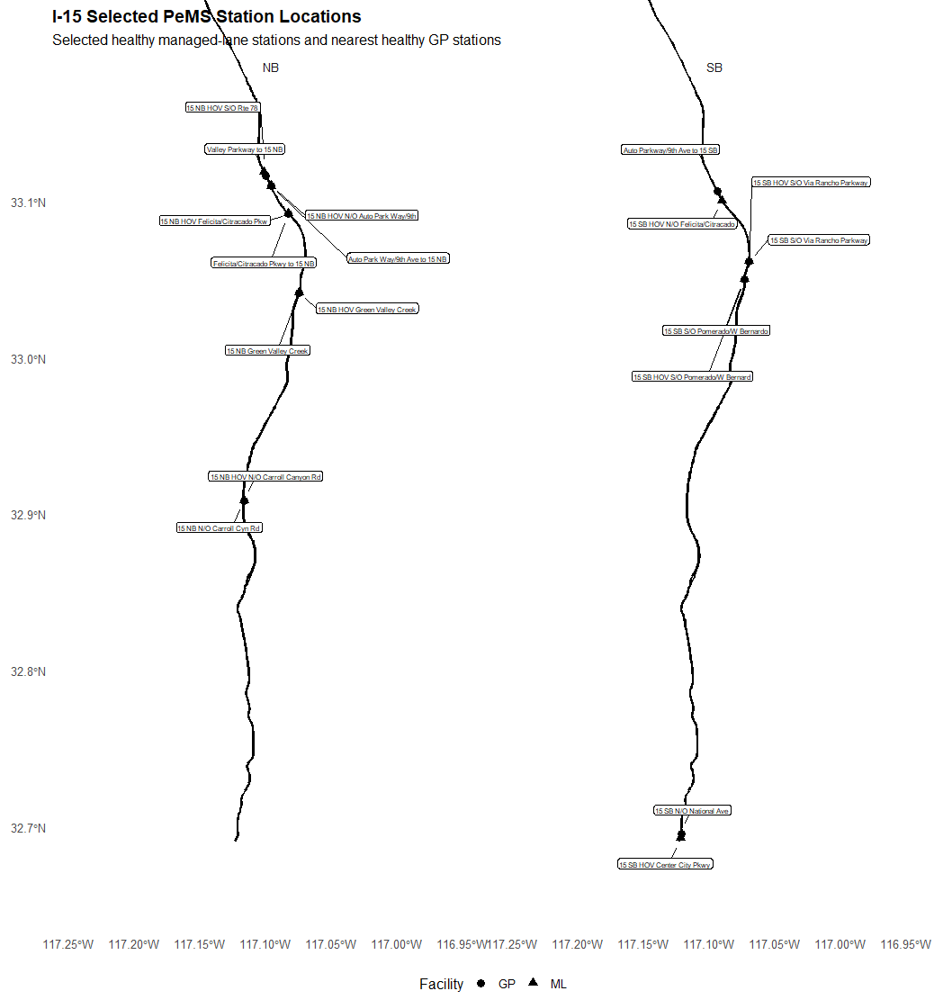 I-15 Selected PeMS Station Locations
Selected healthy managed-lane stations and nearest healthy GP stations
NB
SB
15 NB HOV S/O Rte 78
Valley Parkway to 15 NB
15 NB HOV N/O Auto Park Way/9th
15 NB HOV Felicita/Citracado Pkw
Auto Park Way/9th Ave to 15 NB
Felicita/Citracado Pkwy to 15 NB
15 NB HOV Green Valley Creek
15 NB Green Valley Creek
15 NB HOV N/O Carroll Canyon Rd
15 NB N/O Carroll Cyn Rd
Auto Parkway/9th Ave to 15 SB
15 SB HOV S/O Via Rancho Parkway
15 SB HOV N/O Felicita/Citracado
15 SB S/O Via Rancho Parkway
15 SB S/O Pomerado/W Bernardo
15 SB HOV S/O Pomerado/W Bernard
15 SB N/O National Ave
15 SB HOV Center City Pkwy
33.1°N
33.0°N
32.9°N
32.8°N
32.7°N
117.25°W 117.20°W 117.15°W 117.10°W 117.05°W 117.00°W 116.95°W 117.25°W 117.20°W 117.15°W 117.10°W 117.05°W 117.00°W 116.95°W
Facility GP ML